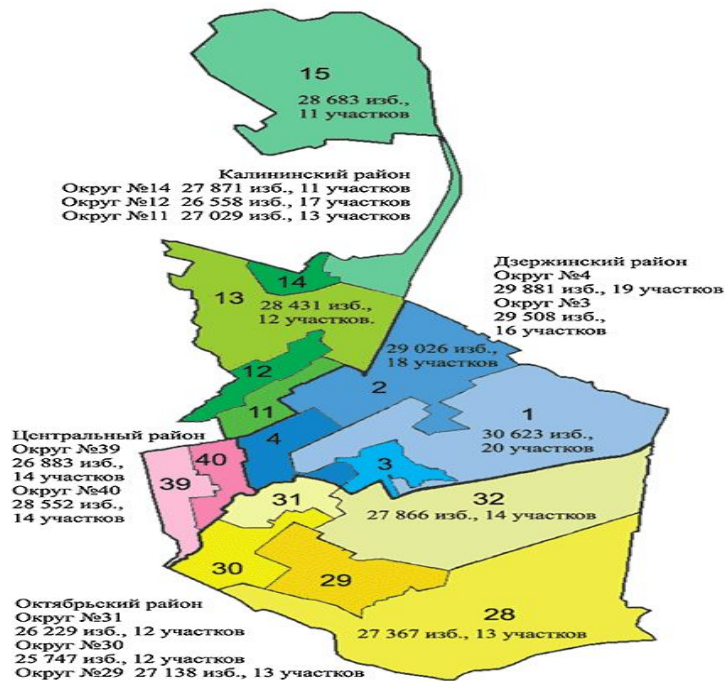 15
28 683 изб.,
11 участков
Калининский район
Округ №14 27 871 изб., 11 участков
Округ №12 26 558 изб., 17 участков
Округ №11 27 029 изб., 13 участков
Дзержинский район
Округ №4
29 881 изб., 19 участков
Округ №3
29 508 изб.,
16 участков
14
13
28 431 изб.,
12 участков.
29 026 изб.,
18 участков
12
2
11
1
30 623 изб.,
20 участков
4
3
Центральный район
Округ №39
26 883 изб.,
14 участков
Округ №40
28 552 изб.,
14 участков
40
39
31
32
27 866 изб., 14 участков
30
29
28
27 367 изб., 13 участков
Октябрьский район
Округ №31
26 229 изб., 12 участков
Округ №30
25 747 изб., 12 участков
Округ №29 27 138 изб., 13 участков